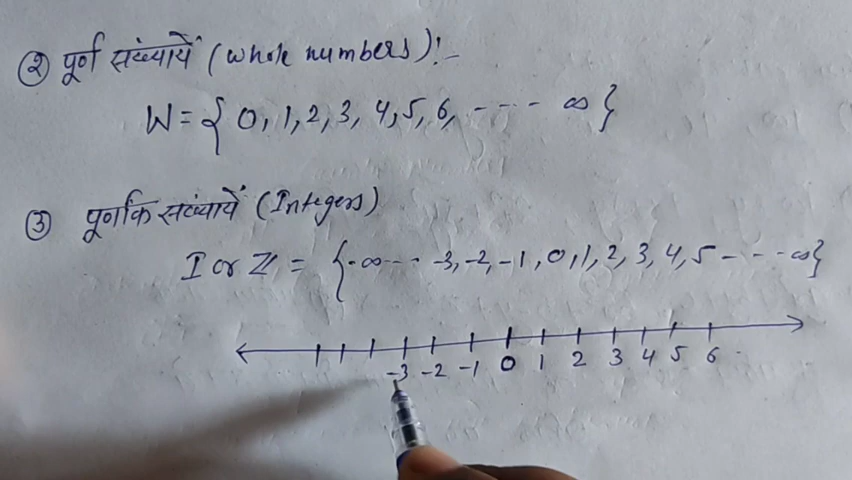 ② पूर्ण संख्यायें (Whole numbers):-
W = { 0, 1, 2, 3, 4, 5, 6, ---- ∞ }
③ पूर्णांक संख्यायें (Integers)
I or Z = { -∞--- -3, -2, -1, 0, 1, 2, 3, 4, 5 ---- ∞ }
-3 -2 -1 0 1 2 3 4 5 6